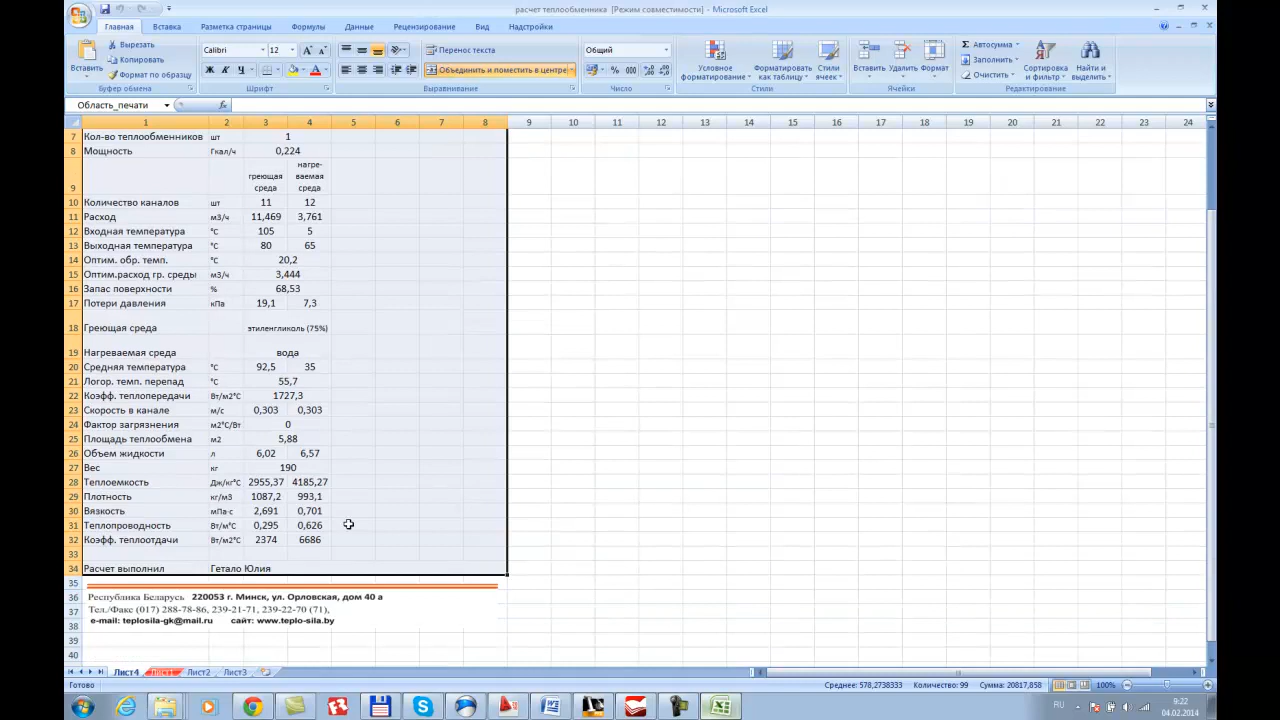 расчет теплообменника [Режим совместимости] - Microsoft Excel
Главная Вставка Разметка страницы Формулы Данные Рецензирование Вид Надстройки
Вставить Вырезать Копировать Формат по образцу Буфер обмена
Calibri 12 Ж К Ч Шрифт
Перенос текста Объединить и поместить в центре Выравнивание
Общий Число
Условное форматирование Форматировать как таблицу Стили ячеек Стили
Вставить Удалить Формат Ячейки
Автосумма Заполнить Очистить Сортировка и фильтр Найти и выделить Редактирование
Область_печати fx
1 2 3 4 5 6 7 8 9 10 11 12 13 14 15 16 17 18 19 20 21 22 23 24
7 Кол-во теплообменников шт 1
8 Мощность Гкал/ч 0,224
9 греющая среда нагре-ваемая среда
10 Количество каналов шт 11 12
11 Расход м3/ч 11,469 3,761
12 Входная температура °C 105 5
13 Выходная температура °C 80 65
14 Оптим. обр. темп. °C 20,2
15 Оптим.расход гр. среды м3/ч 3,444
16 Запас поверхности % 68,53
17 Потери давления кПа 19,1 7,3
18 Греющая среда этиленгликоль (75%)
19 Нагреваемая среда вода
20 Средняя температура °C 92,5 35
21 Логор. темп. перепад °C 55,7
22 Коэфф. теплопередачи Вт/м2°C 1727,3
23 Скорость в канале м/с 0,303 0,303
24 Фактор загрязнения м2°C/Вт 0
25 Площадь теплообмена м2 5,88
26 Объем жидкости л 6,02 6,57
27 Вес кг 190
28 Теплоемкость Дж/кг°C 2955,37 4185,27
29 Плотность кг/м3 1087,2 993,1
30 Вязкость мПа·с 2,691 0,701
31 Теплопроводность Вт/м°C 0,295 0,626
32 Коэфф. теплоотдачи Вт/м2°C 2374 6686
33
34 Расчет выполнил Гетало Юлия
35
36 Республика Беларусь 220053 г. Минск, ул. Орловская, дом 40 а
37 Тел./Факс (017) 288-78-86, 239-21-71, 239-22-70 (71),
38 e-mail: teplosila-gk@mail.ru сайт: www.teplo-sila.by
39
40
Лист4 Лист1 Лист2 Лист3
Готово Среднее: 578,2738333 Количество: 99 Сумма: 20817,858 100%
RU 9:22
04.02.2014